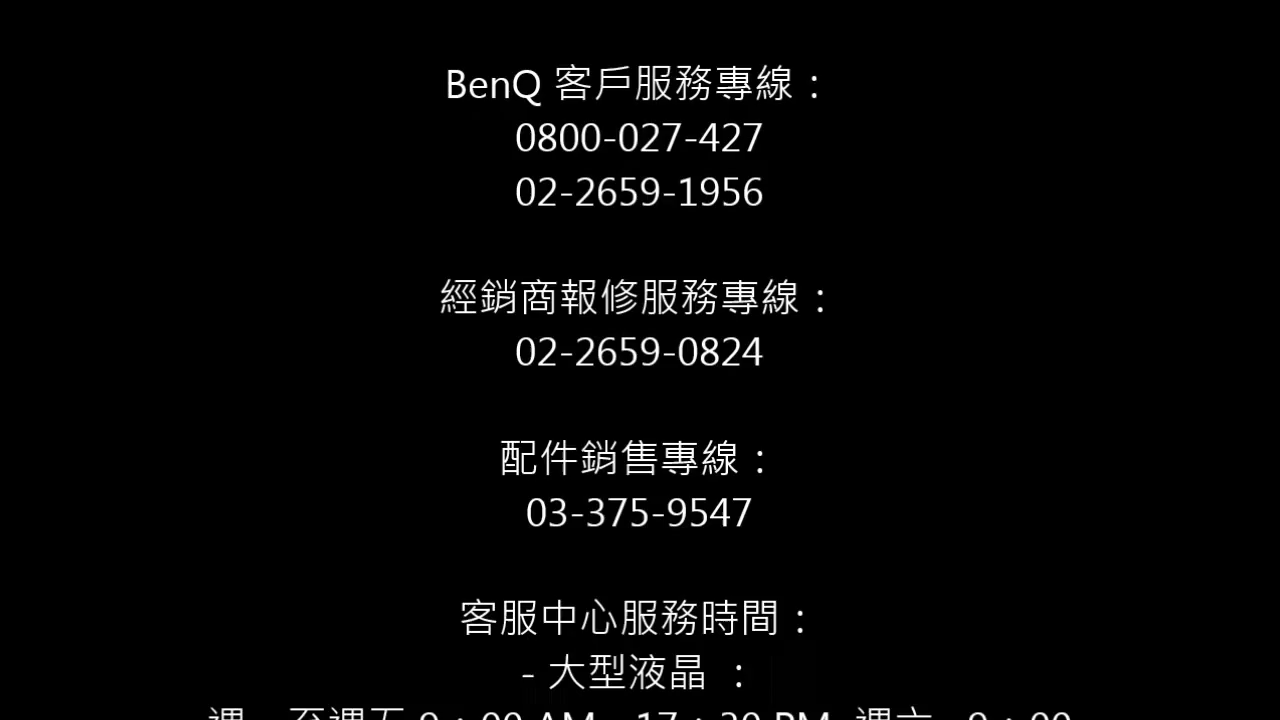 BenQ 客戶服務專線：
0800-027-427
02-2659-1956
經銷商報修服務專線：
02-2659-0824
配件銷售專線：
03-375-9547
客服中心服務時間：
- 大型液晶 ：